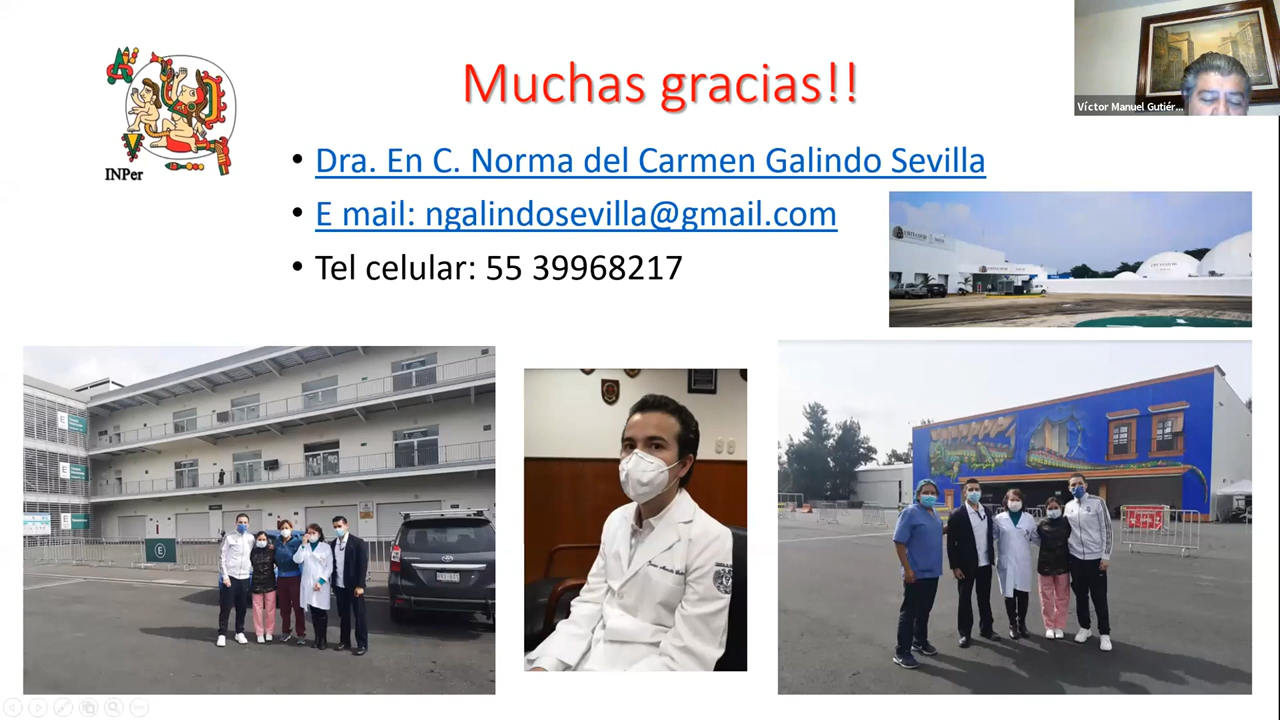 Muchas gracias!!
Víctor Manuel Gutiér...
INPer
• Dra. En C. Norma del Carmen Galindo Sevilla
• E mail: ngalindosevilla@gmail.com
• Tel celular: 55 39968217
E
E
E
E